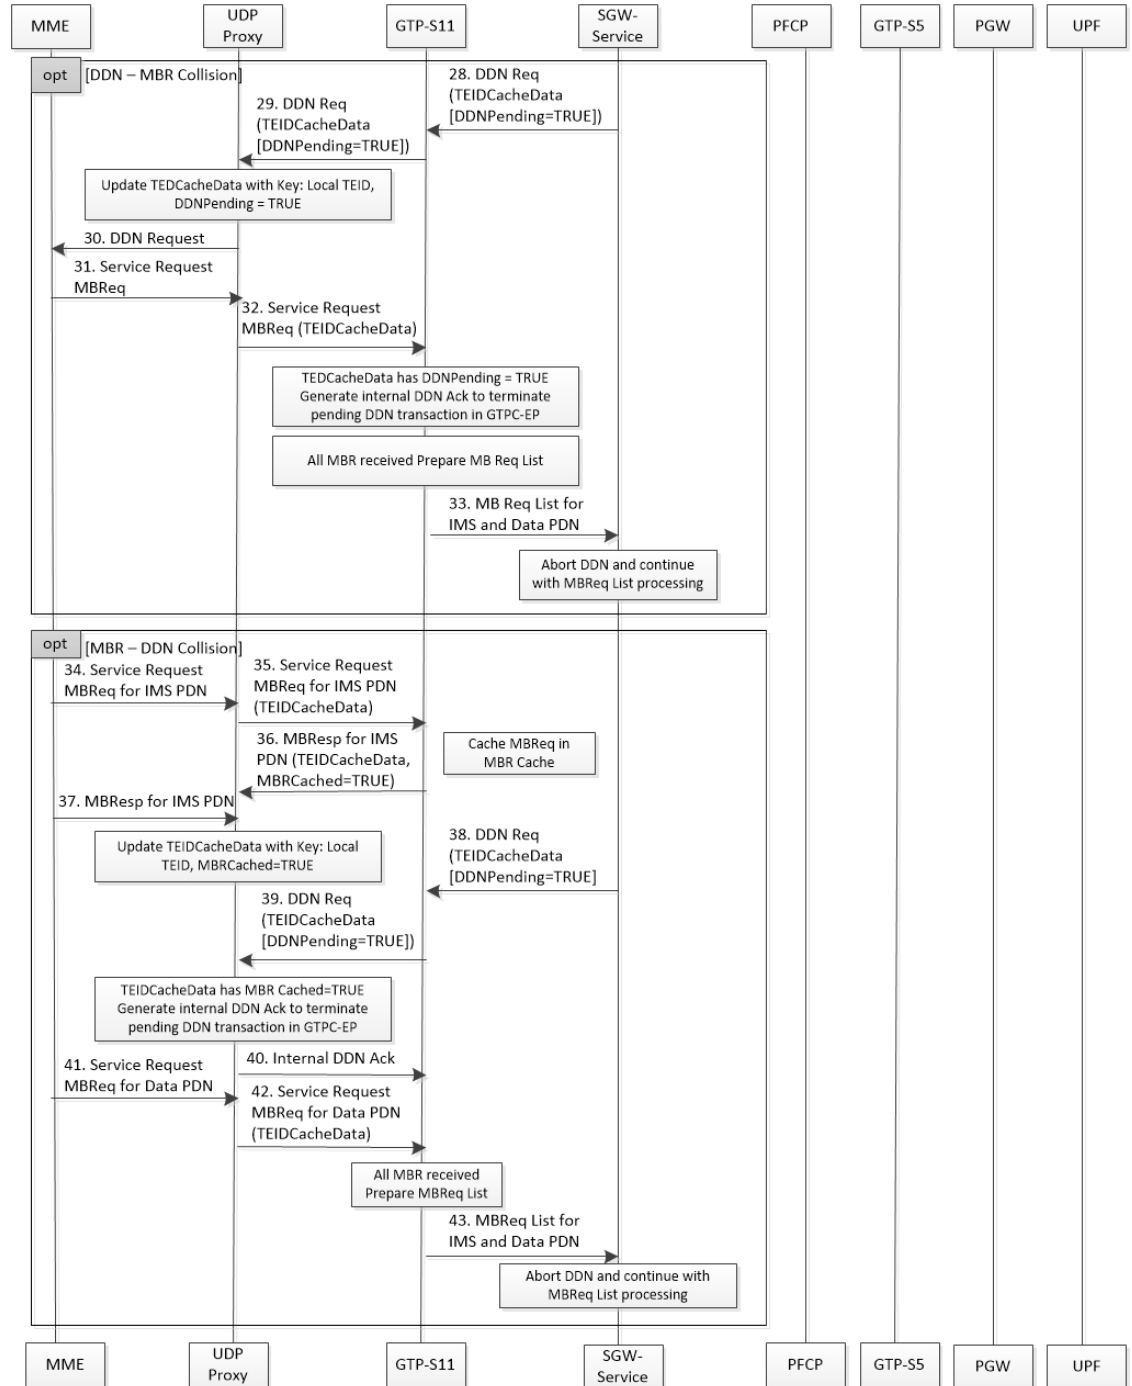 MME
UDP
Proxy
GTP-S11
SGW-
Service
PFCP
GTP-S5
PGW
UPF
opt
[DDN – MBR Collision]
28. DDN Req
(TEIDCacheData
[DDNPending=TRUE])
29. DDN Req
(TEIDCacheData
[DDNPending=TRUE])
Update TEDCacheData with Key: Local TEID,
DDNPending = TRUE
30. DDN Request
31. Service Request
MBReq
32. Service Request
MBReq (TEIDCacheData)
TEDCacheData has DDNPending = TRUE
Generate internal DDN Ack to terminate
pending DDN transaction in GTPC-EP
All MBR received Prepare MB Req List
33. MB Req List for
IMS and Data PDN
Abort DDN and continue
with MBReq List processing
opt
[MBR – DDN Collision]
34. Service Request
MBReq for IMS PDN
35. Service Request
MBReq for IMS PDN
(TEIDCacheData)
36. MBResp for IMS
PDN (TEIDCacheData,
MBRCached=TRUE)
Cache MBReq in
MBR Cache
37. MBResp for IMS PDN
Update TEIDCacheData with Key: Local
TEID, MBRCached=TRUE
38. DDN Req
(TEIDCacheData
[DDNPending=TRUE]
39. DDN Req
(TEIDCacheData
[DDNPending=TRUE])
TEIDCacheData has MBR Cached=TRUE
Generate internal DDN Ack to terminate
pending DDN transaction in GTPC-EP
40. Internal DDN Ack
41. Service Request
MBReq for Data PDN
42. Service Request
MBReq for Data PDN
(TEIDCacheData)
All MBR received
Prepare MBReq List
43. MBReq List for
IMS and Data PDN
Abort DDN and continue with
MBReq List processing
MME
UDP
Proxy
GTP-S11
SGW-
Service
PFCP
GTP-S5
PGW
UPF